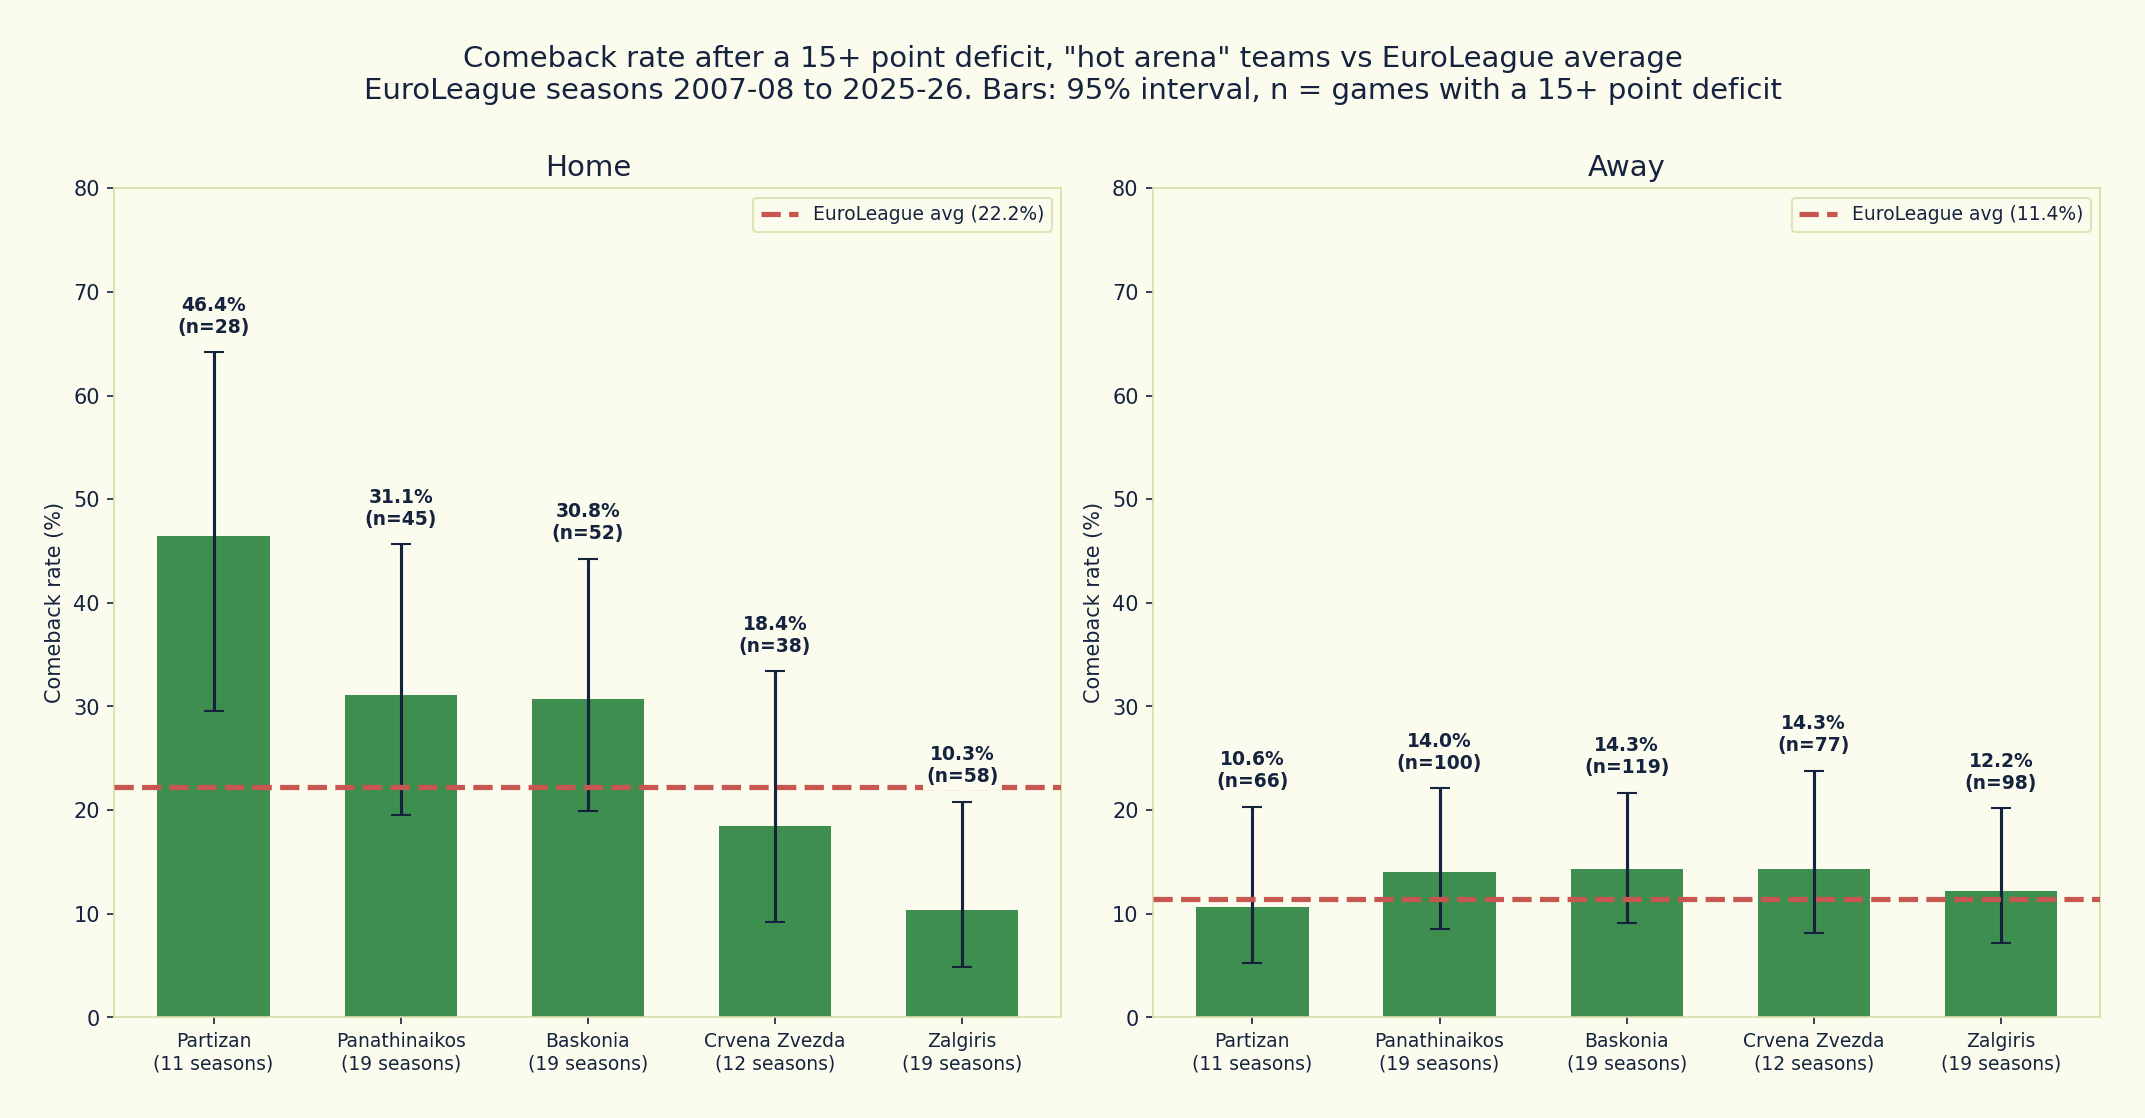 Comeback rate after a 15+ point deficit, "hot arena" teams vs EuroLeague average
EuroLeague seasons 2007-08 to 2025-26. Bars: 95% interval, n = games with a 15+ point deficit
Home
EuroLeague avg (22.2%)
Comeback rate (%)
80
70
60
50
40
30
20
10
0
46.4%
(n=28)
31.1%
(n=45)
30.8%
(n=52)
18.4%
(n=38)
10.3%
(n=58)
Partizan
(11 seasons)
Panathinaikos
(19 seasons)
Baskonia
(19 seasons)
Crvena Zvezda
(12 seasons)
Zalgiris
(19 seasons)
Away
EuroLeague avg (11.4%)
Comeback rate (%)
80
70
60
50
40
30
20
10
0
10.6%
(n=66)
14.0%
(n=100)
14.3%
(n=119)
14.3%
(n=77)
12.2%
(n=98)
Partizan
(11 seasons)
Panathinaikos
(19 seasons)
Baskonia
(19 seasons)
Crvena Zvezda
(12 seasons)
Zalgiris
(19 seasons)